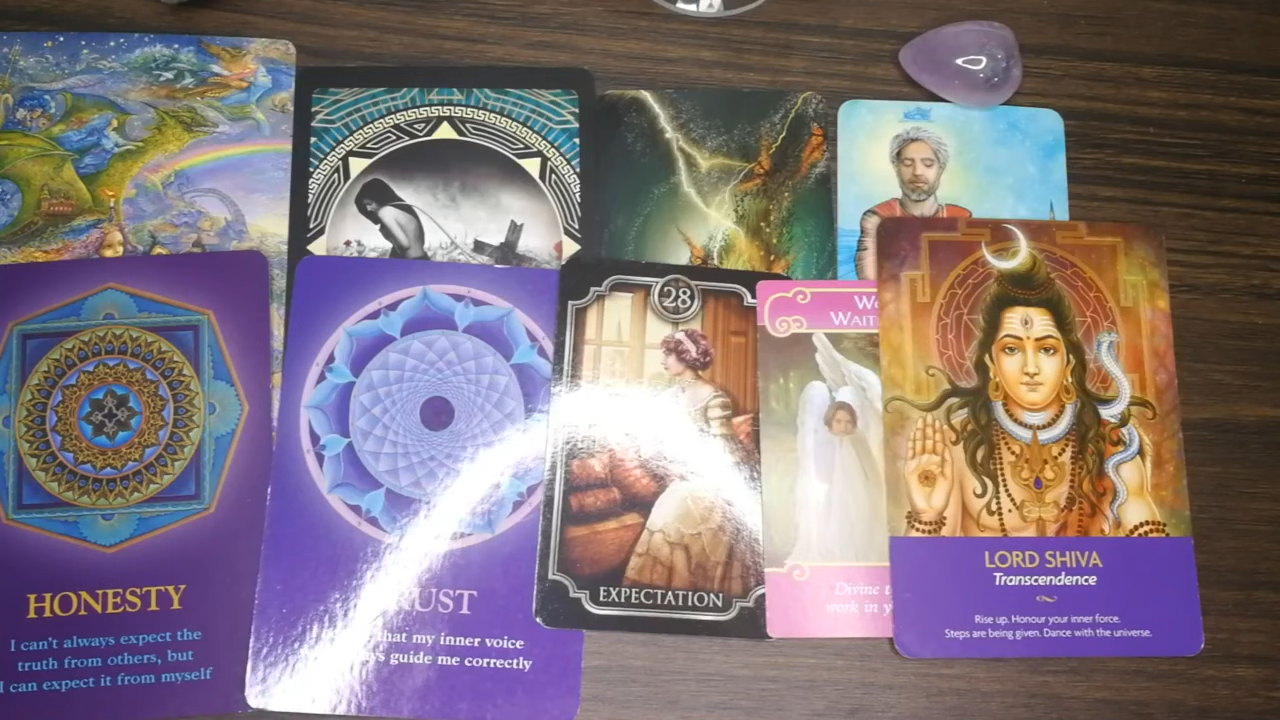 HONESTY
I can't always expect the
truth from others, but
I can expect it from myself
that my inner voice
guide me correctly
28
EXPECTATION
Divine
work in
LORD SHIVA
Transcendence
Rise up. Honour your inner force.
Steps are being given. Dance with the universe.